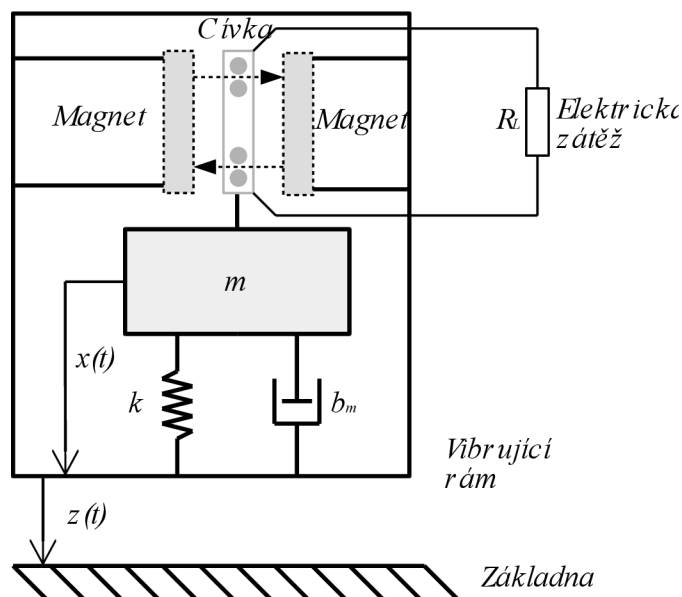 Cívka
Magnet
Magnet
RL
Elektrická
zátěž
m
x(t)
k
bm
Vibrující
rám
z(t)
Základna